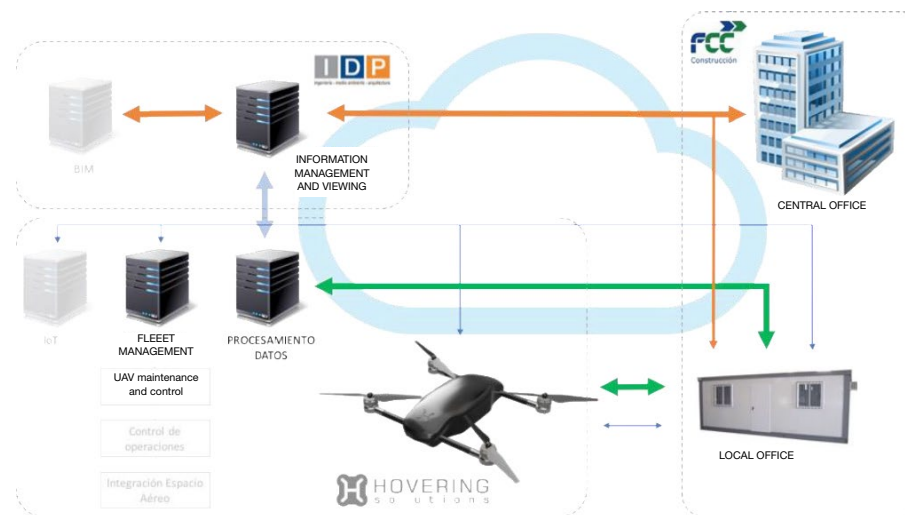 IDP
ingeniería · medio ambiente · arquitectura
FCC
Construcción
BIM
INFORMATION
MANAGEMENT
AND VIEWING
CENTRAL OFFICE
IoT
FLEEET
MANAGEMENT
PROCESAMIENTO
DATOS
UAV maintenance
and control
Control de
operaciones
Integración Espacio
Aéreo
HOVERING
solutions
LOCAL OFFICE